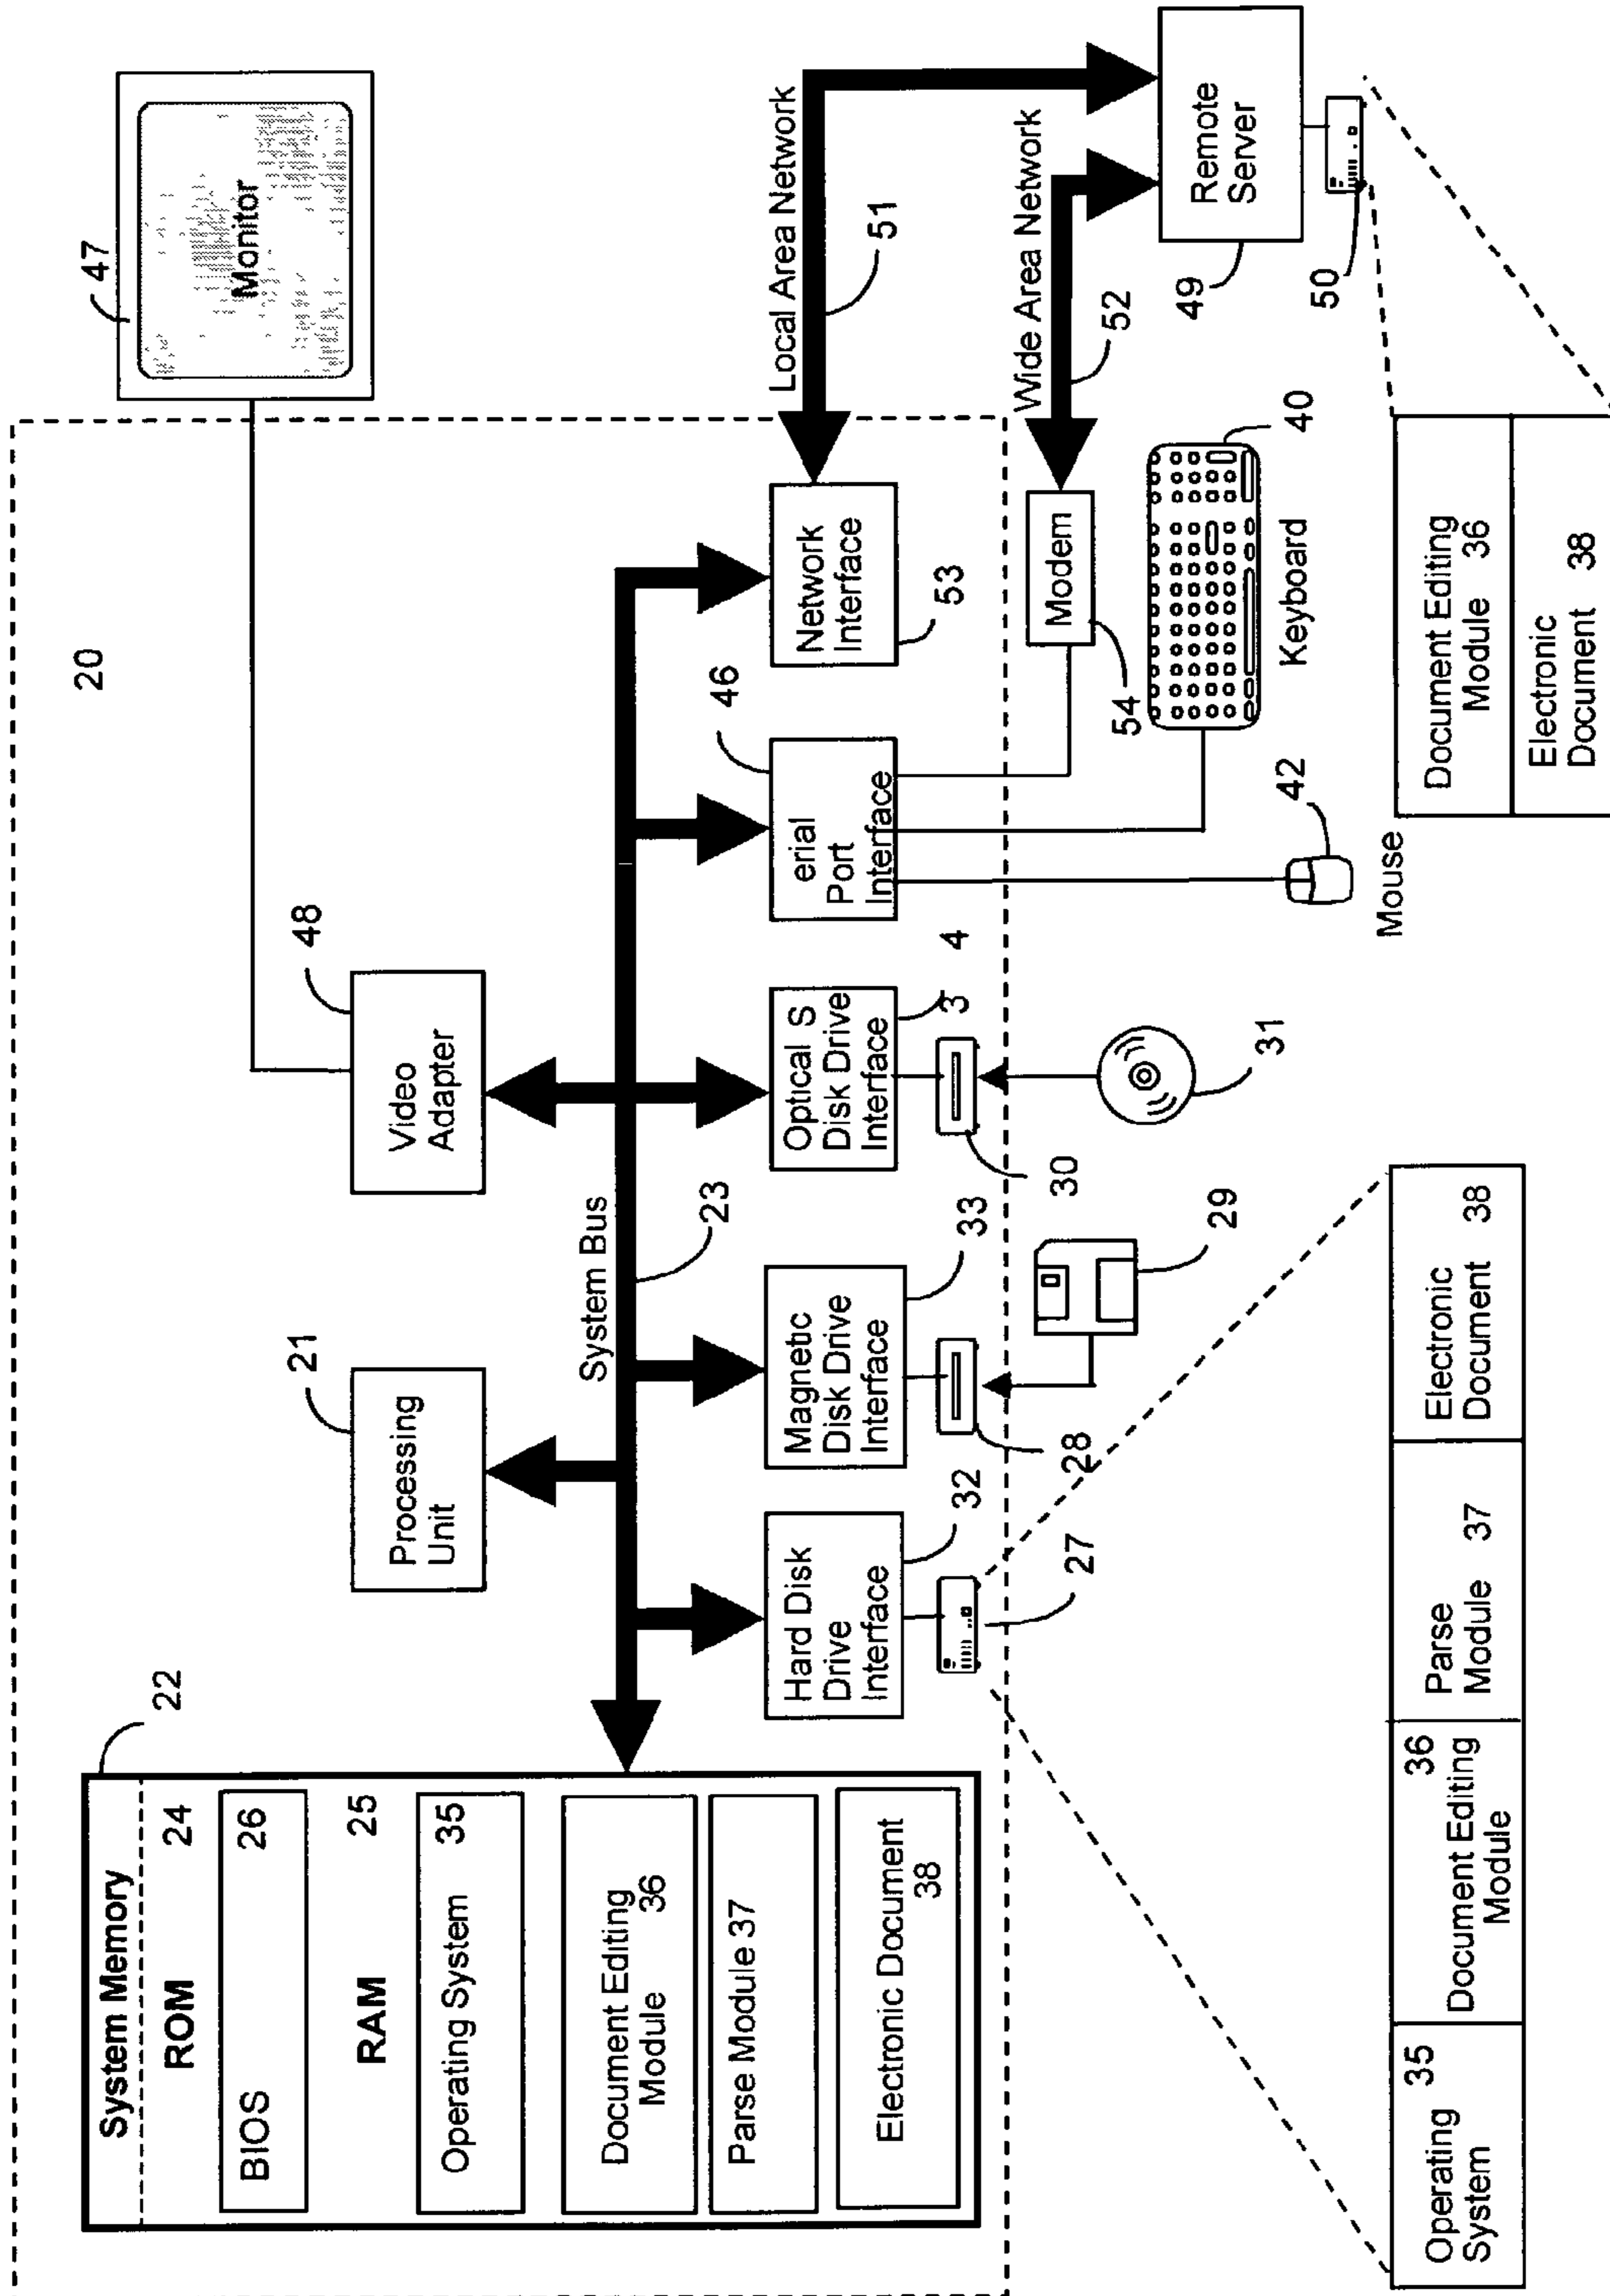 System Memory
22
ROM 24
BIOS 26
RAM 25
Operating System 35
Document Editing
Module 36
Parse Module 37
Electronic Document
38
20
Processing
Unit
21
Video
Adapter
48
47
Monitor
System Bus
23
Hard Disk
Drive
Interface
32
27
Magnetic
Disk Drive
Interface
33
28
29
Optical S
Disk Drive
Interface
3 4
30
31
erial
Port
Interface
46
Network
Interface
53
Local Area Network
51
Wide Area Network
52
Modem
54
Keyboard
40
Mouse
42
Remote
Server
49
50
Operating
System
35
36
Document Editing
Module
Parse
Module 37
Electronic
Document 38
Document Editing
Module 36
Electronic
Document 38